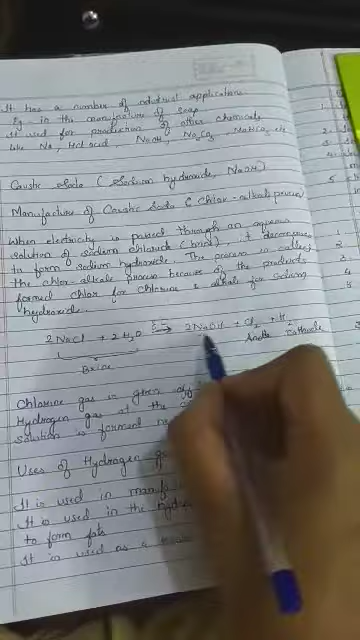 It has a number of industrial applications
Eg in the manufacture of soap
It used for production of other chemicals
like Na, Hcl acid, NaOH, Na2CO3, NaHCO3 etc
Caustic Soda (Sodium hydroxide, NaOH)
Manufacture of Caustic Soda (Chlor-alkali process
When electricity is passed through an aqueous
solution of sodium chloride (brine), it decomposes
to form sodium hydroxide. The process is called
the chlor-alkali process because of the products
formed chlor for chlorine & alkali for sodium
hydroxide.
2NaCl + 2H2O → 2NaOH + Cl2 + H2
Brine Anode Cathode
Chlorine gas is given off
Hydrogen gas at the
solution is formed
Uses of Hydrogen
It is used in manuf
It is used in the hyd
to form fats
It is used as a